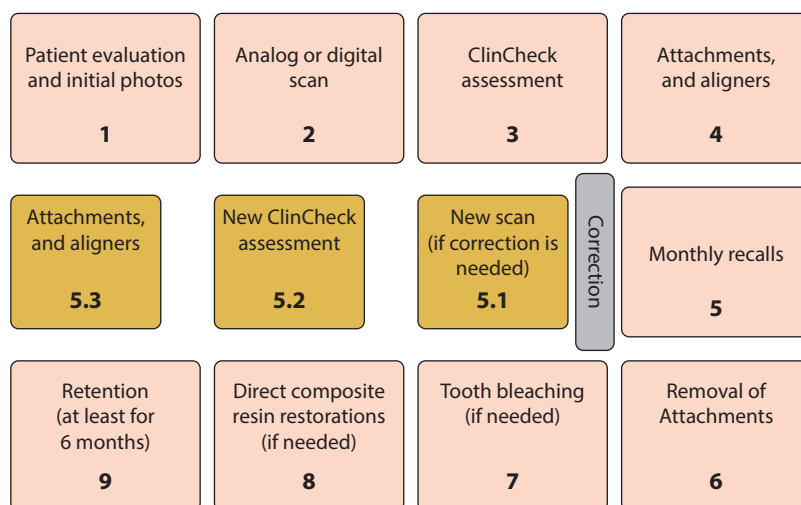 Patient evaluation
and initial photos
1
Analog or digital
scan
2
ClinCheck
assessment
3
Attachments,
and aligners
4
Attachments,
and aligners
5.3
New ClinCheck
assessment
5.2
New scan
(if correction is
needed)
5.1
Correction
Monthly recalls
5
Retention
(at least for
6 months)
9
Direct composite
resin restorations
(if needed)
8
Tooth bleaching
(if needed)
7
Removal of
Attachments
6